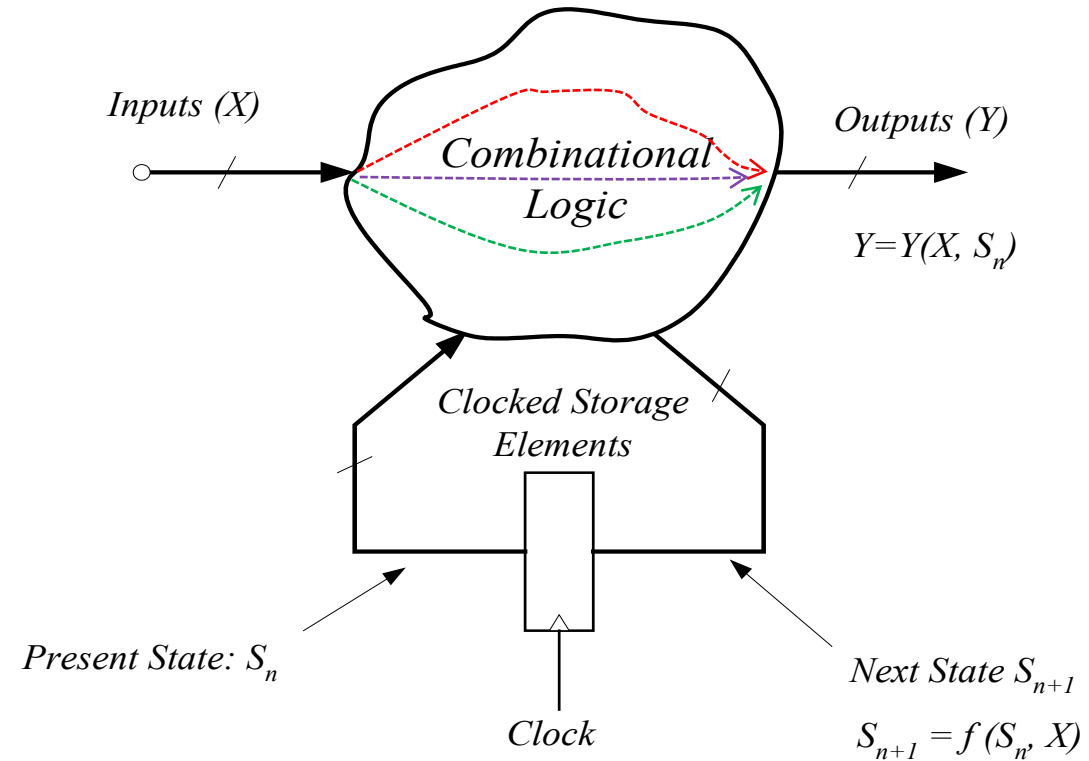 Inputs (X)
Outputs (Y)
Combinational
Logic
Y=Y(X, Sn)
Clocked Storage
Elements
Present State: Sn
Next State Sn+1
Clock
Sn+1 = f (Sn, X)